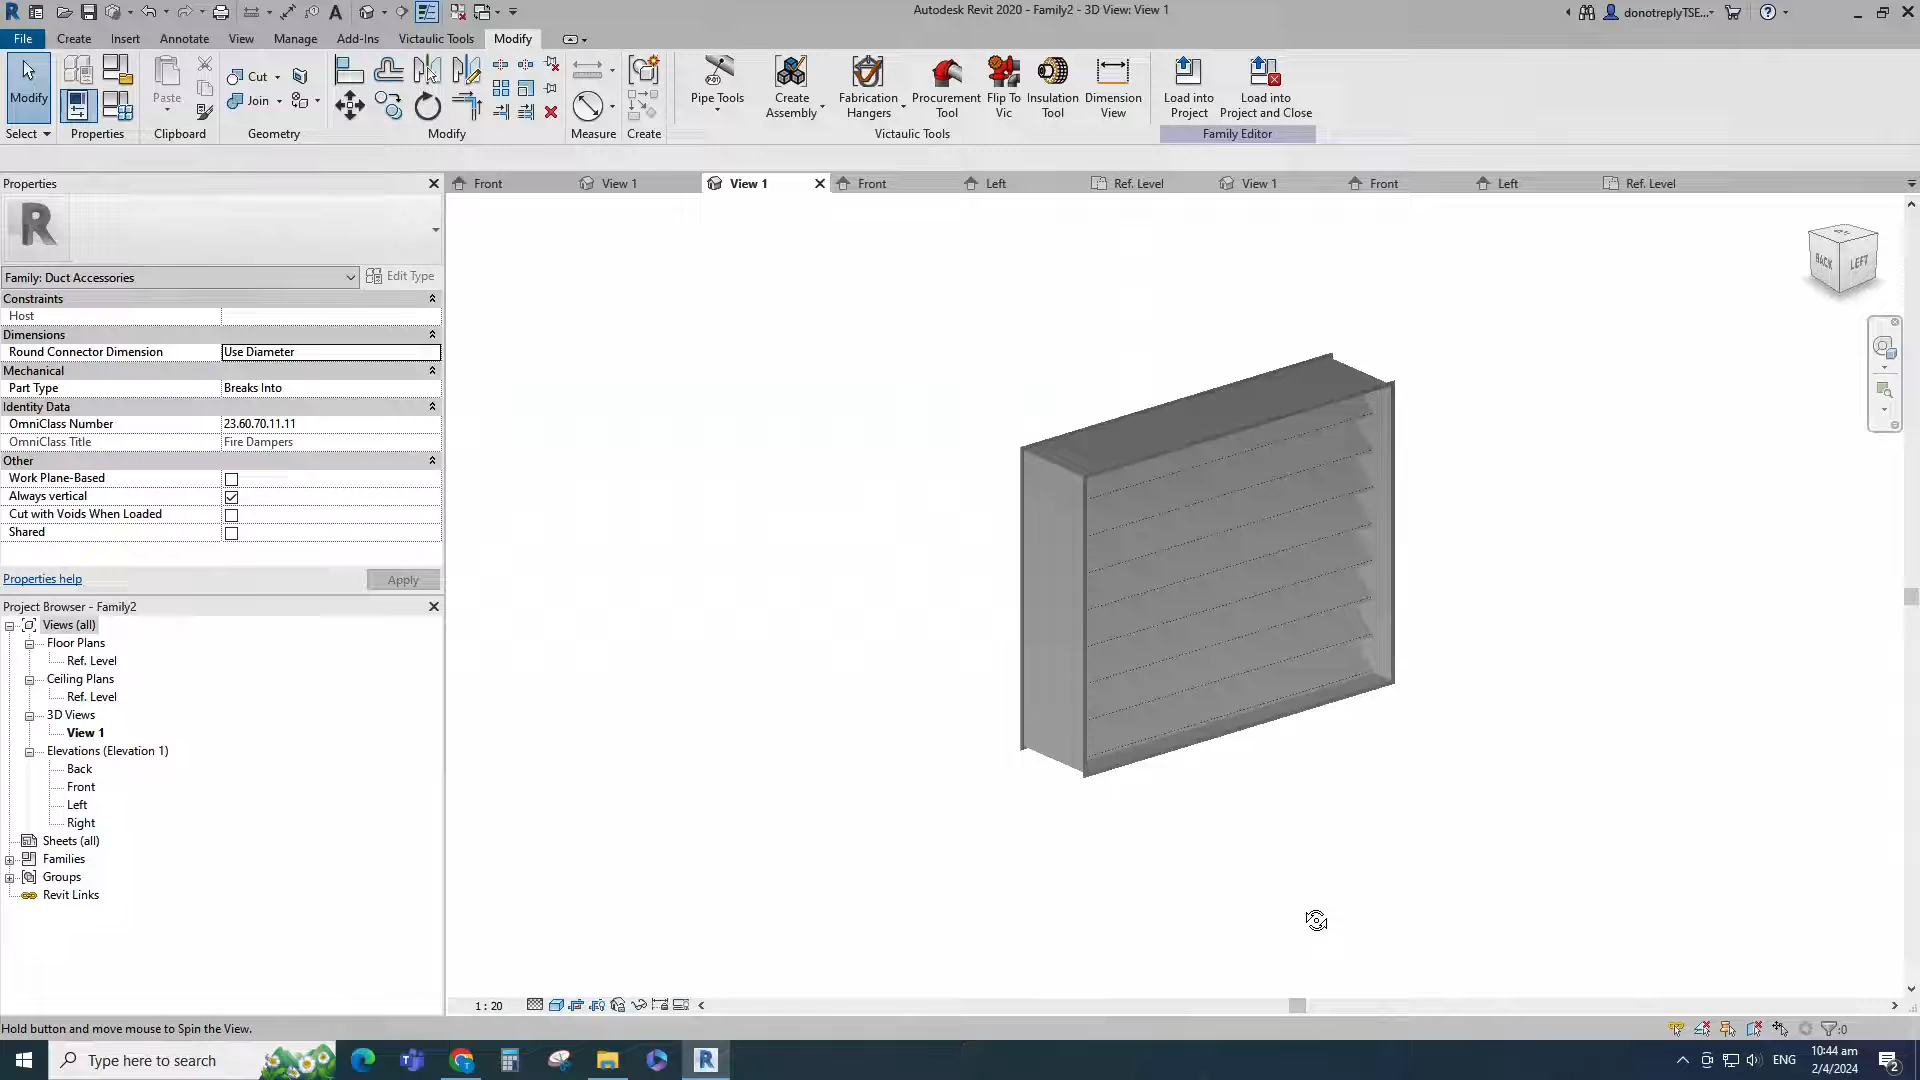 Autodesk Revit 2020 - Family2 - 3D View: View 1
donotreplyTSE...
File
Create
Insert
Annotate
View
Manage
Add-Ins
Victaulic Tools
Modify
Modify
Paste
Cut
Join
Pipe Tools
Create
Assembly
Fabrication
Hangers
Procurement
Tool
Flip To
Vic
Insulation
Tool
Dimension
View
Load into
Project
Load into
Project and Close
Select
Properties
Clipboard
Geometry
Modify
Measure
Create
Victaulic Tools
Family Editor
Properties
Front
View 1
View 1
Front
Left
Ref. Level
View 1
Front
Left
Ref. Level
Family: Duct Accessories
Edit Type
Constraints
Host
Dimensions
Round Connector Dimension
Use Diameter
Mechanical
Part Type
Breaks Into
Identity Data
OmniClass Number
23.60.70.11.11
OmniClass Title
Fire Dampers
Other
Work Plane-Based
Always vertical
Cut with Voids When Loaded
Shared
Properties help
Apply
BACK
LEFT
Project Browser - Family2
Views (all)
Floor Plans
Ref. Level
Ceiling Plans
Ref. Level
3D Views
View 1
Elevations (Elevation 1)
Back
Front
Left
Right
Sheets (all)
Families
Groups
Revit Links
1 : 20
Hold button and move mouse to Spin the View.
:0
Type here to search
ENG
10:44 am
2/4/2024
2